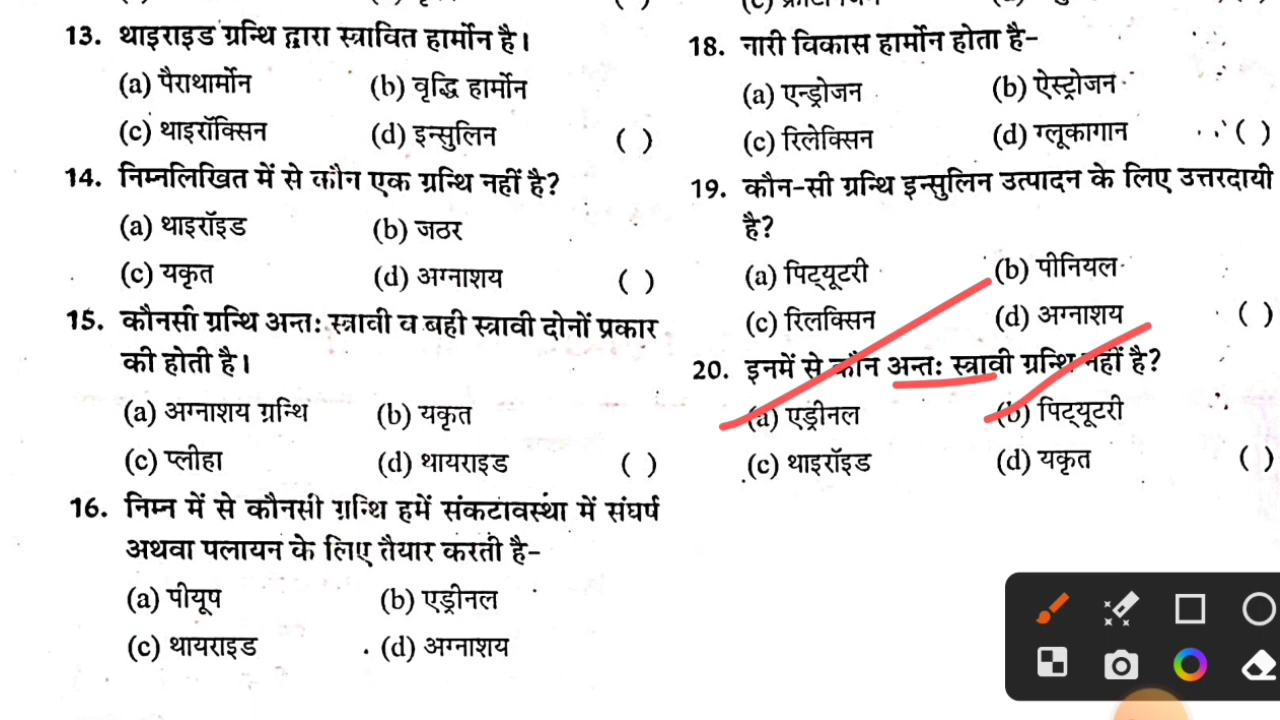 13. थाइराइड ग्रन्थि द्वारा स्त्रावित हार्मोन है।
(a) पैराथार्मोन (b) वृद्धि हार्मोन
(c) थाइरॉक्सिन (d) इन्सुलिन ( )
14. निम्नलिखित में से कौन एक ग्रन्थि नहीं है?
(a) थाइरॉइड (b) जठर
(c) यकृत (d) अग्नाशय ( )
15. कौनसी ग्रन्थि अन्तः स्त्रावी व बही स्त्रावी दोनों प्रकार
की होती है।
(a) अग्नाशय ग्रन्थि (b) यकृत
(c) प्लीहा (d) थायराइड ( )
16. निम्न में से कौनसी ग्रन्थि हमें संकटावस्था में संघर्ष
अथवा पलायन के लिए तैयार करती है-
(a) पीयूष (b) एड्रीनल
(c) थायराइड (d) अग्नाशय
18. नारी विकास हार्मोन होता है-
(a) एन्ड्रोजन (b) ऐस्ट्रोजन
(c) रिलेक्सिन (d) ग्लूकागान ( )
19. कौन-सी ग्रन्थि इन्सुलिन उत्पादन के लिए उत्तरदायी
है?
(a) पिट्यूटरी (b) पीनियल
(c) रिलक्सिन (d) अग्नाशय ( )
20. इनमें से कौन अन्तः स्त्रावी ग्रन्थि नहीं है?
(a) एड्रीनल (b) पिट्यूटरी
(c) थाइरॉइड (d) यकृत ( )